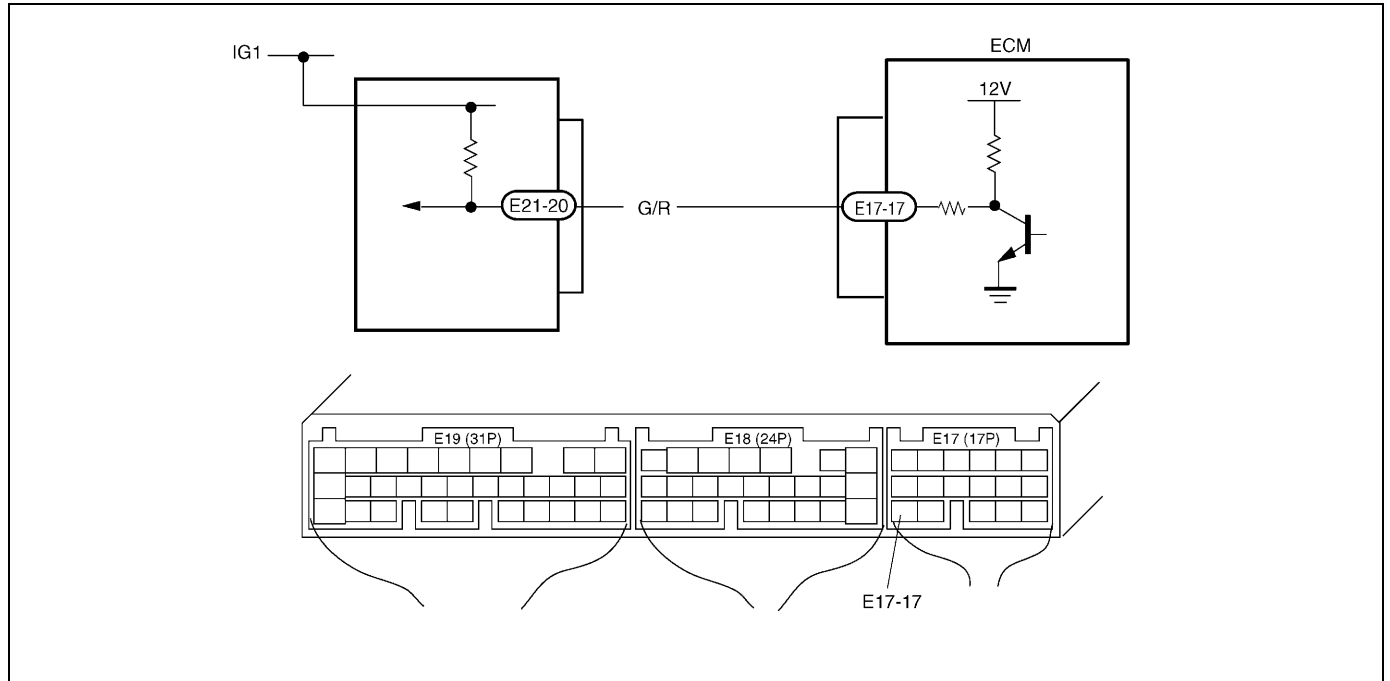 IG1
ECM
12V
E21-20
G/R
E17-17
E19 (31P)
E18 (24P)
E17 (17P)
E17-17